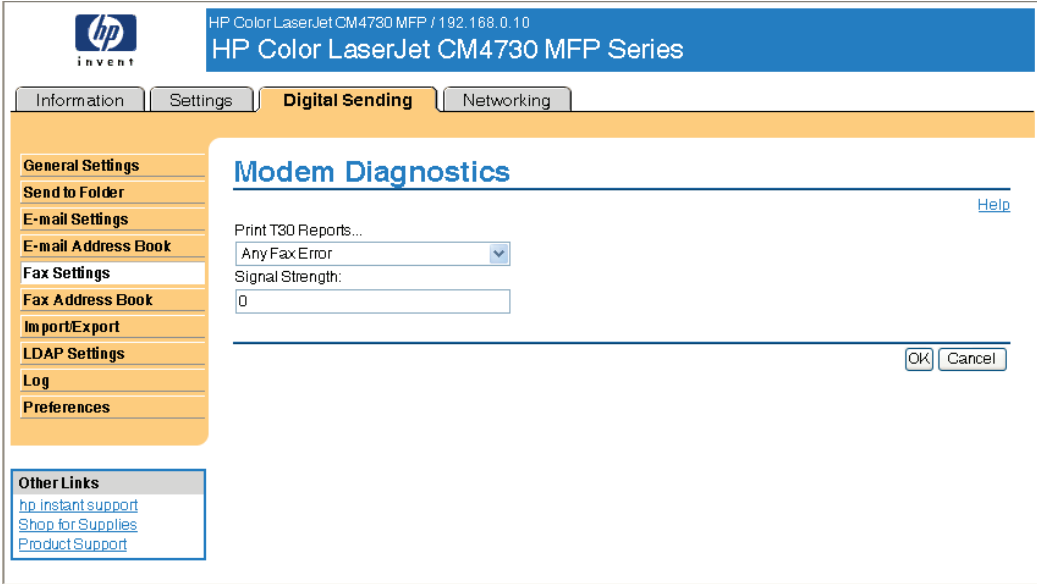 hp
invent
HP Color LaserJet CM4730 MFP / 192.168.0.10
HP Color LaserJet CM4730 MFP Series
Information
Settings
Digital Sending
Networking
General Settings
Send to Folder
E-mail Settings
E-mail Address Book
Fax Settings
Fax Address Book
Import/Export
LDAP Settings
Log
Preferences
Other Links
hp instant support
Shop for Supplies
Product Support
Modem Diagnostics
Help
Print T30 Reports...
Any Fax Error
Signal Strength:
0
OK
Cancel